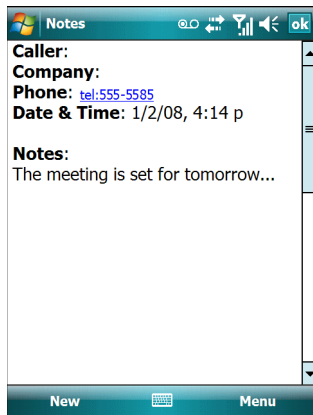 Notes
ok
Caller:
Company:
Phone: tel:555-5585
Date & Time: 1/2/08, 4:14 p
Notes:
The meeting is set for tomorrow...
New
Menu